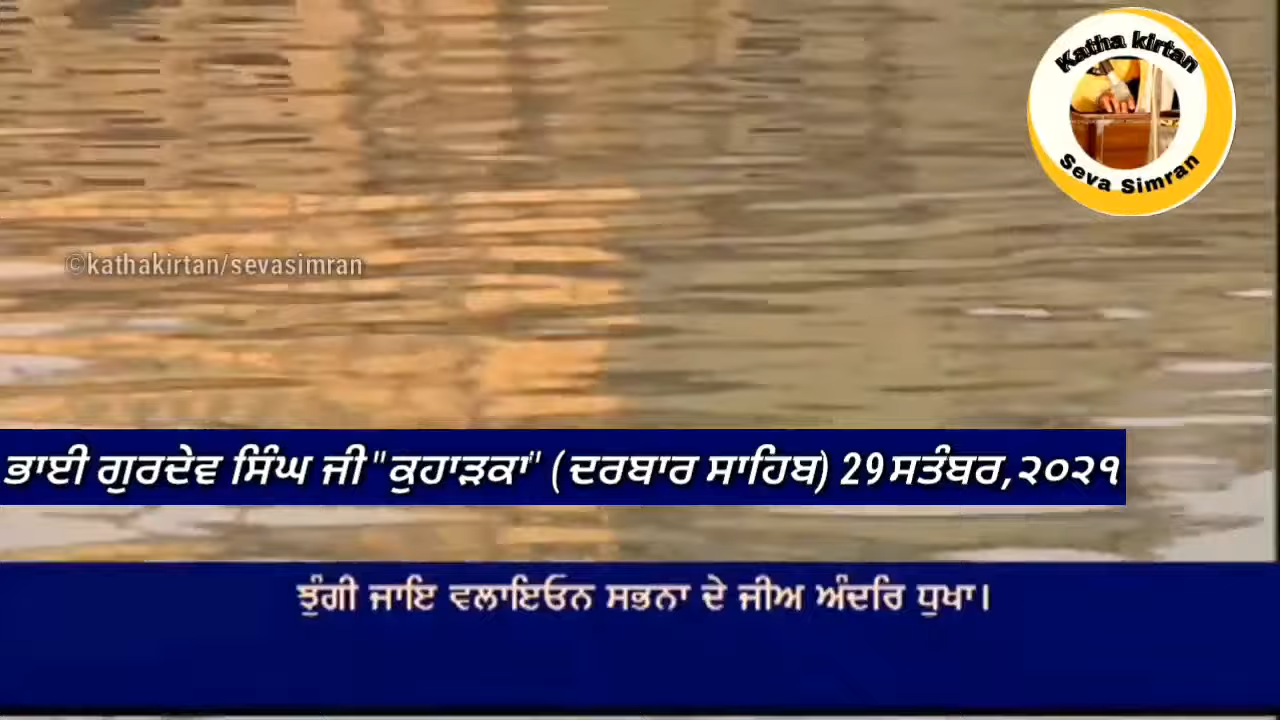 Katha kirtan
Seva Simran
©kathakirtan/sevasimran
ਭਾਈ ਗੁਰਦੇਵ ਸਿੰਘ ਜੀ "ਕੁਹਾੜਕਾ" (ਦਰਬਾਰ ਸਾਹਿਬ) 29 ਸਤੰਬਰ,੨੦੨੧
ਝੁੰਗੀ ਜਾਇ ਵਲਾਇਓਨ ਸਭਨਾ ਦੇ ਜੀਅ ਅੰਦਰਿ ਧੁਖਾ।